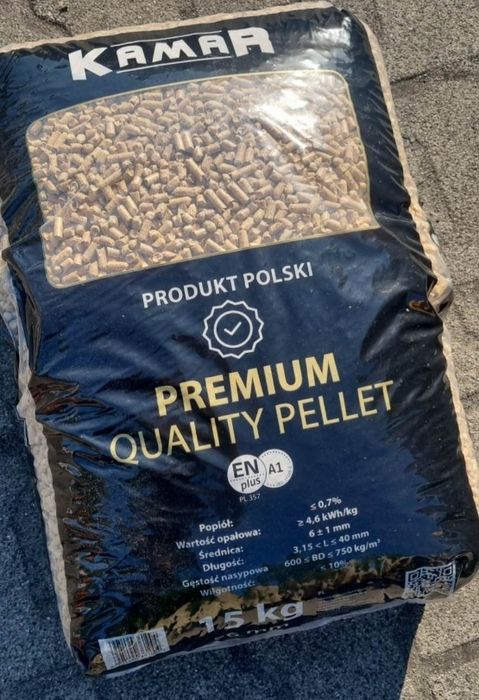 KAMAR
PRODUKT POLSKI
PREMIUM
QUALITY PELLET
EN plus A1
PL 357
Popiół: ≤ 0,7%
Wartość opałowa: ≥ 4,6 kWh/kg
Średnica: 6 ± 1 mm
Długość: 3,15 < L ≤ 40 mm
Gęstość nasypowa 600 ≤ BD ≤ 750 kg/m³
Wilgotność: ≤ 10%
15 kg
6 mm